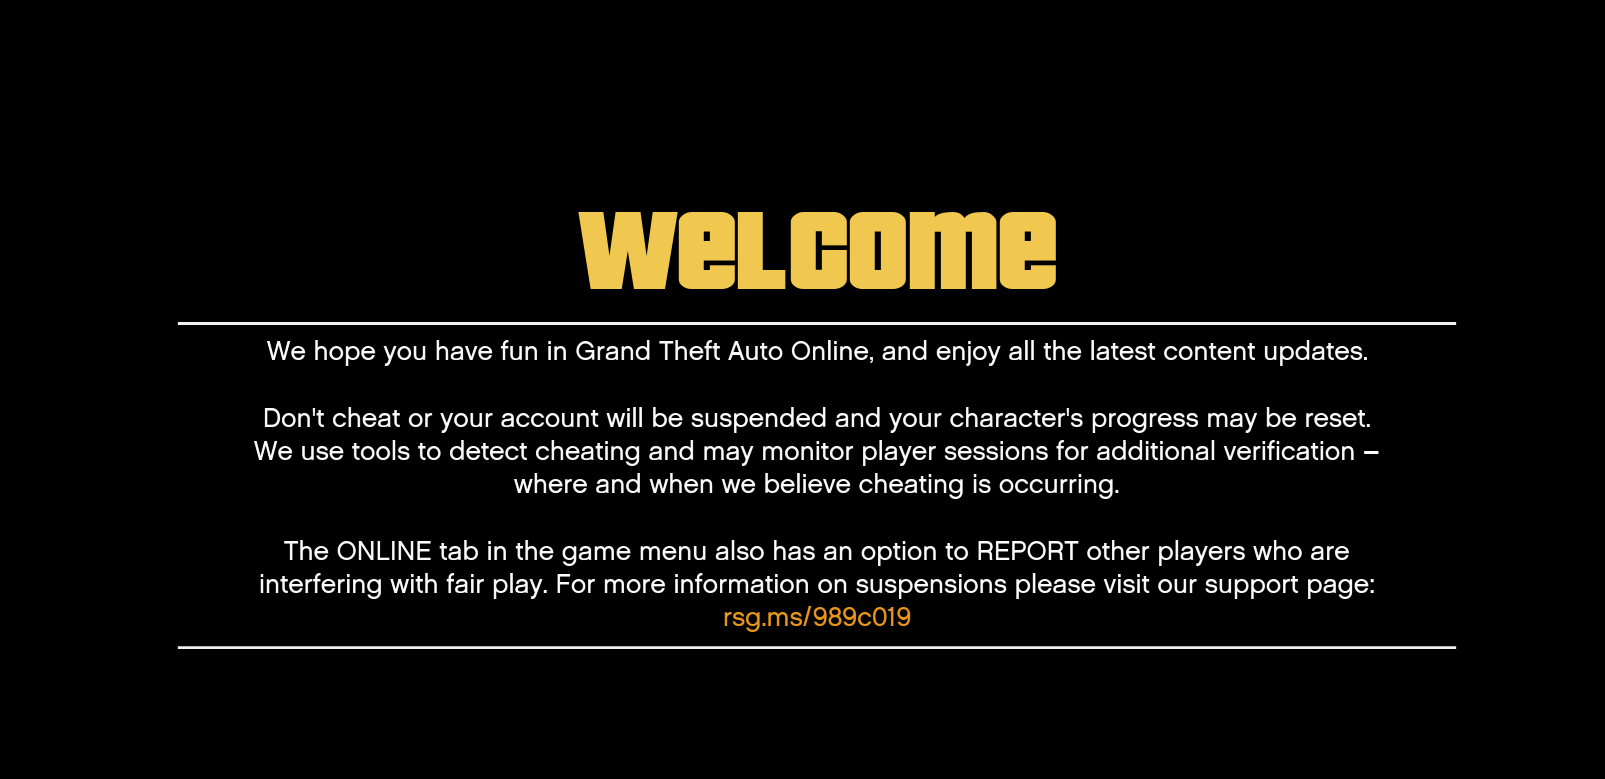 WELCOME
We hope you have fun in Grand Theft Auto Online, and enjoy all the latest content updates.
Don't cheat or your account will be suspended and your character's progress may be reset.
We use tools to detect cheating and may monitor player sessions for additional verification –
where and when we believe cheating is occurring.
The ONLINE tab in the game menu also has an option to REPORT other players who are
interfering with fair play. For more information on suspensions please visit our support page:
rsg.ms/989c019